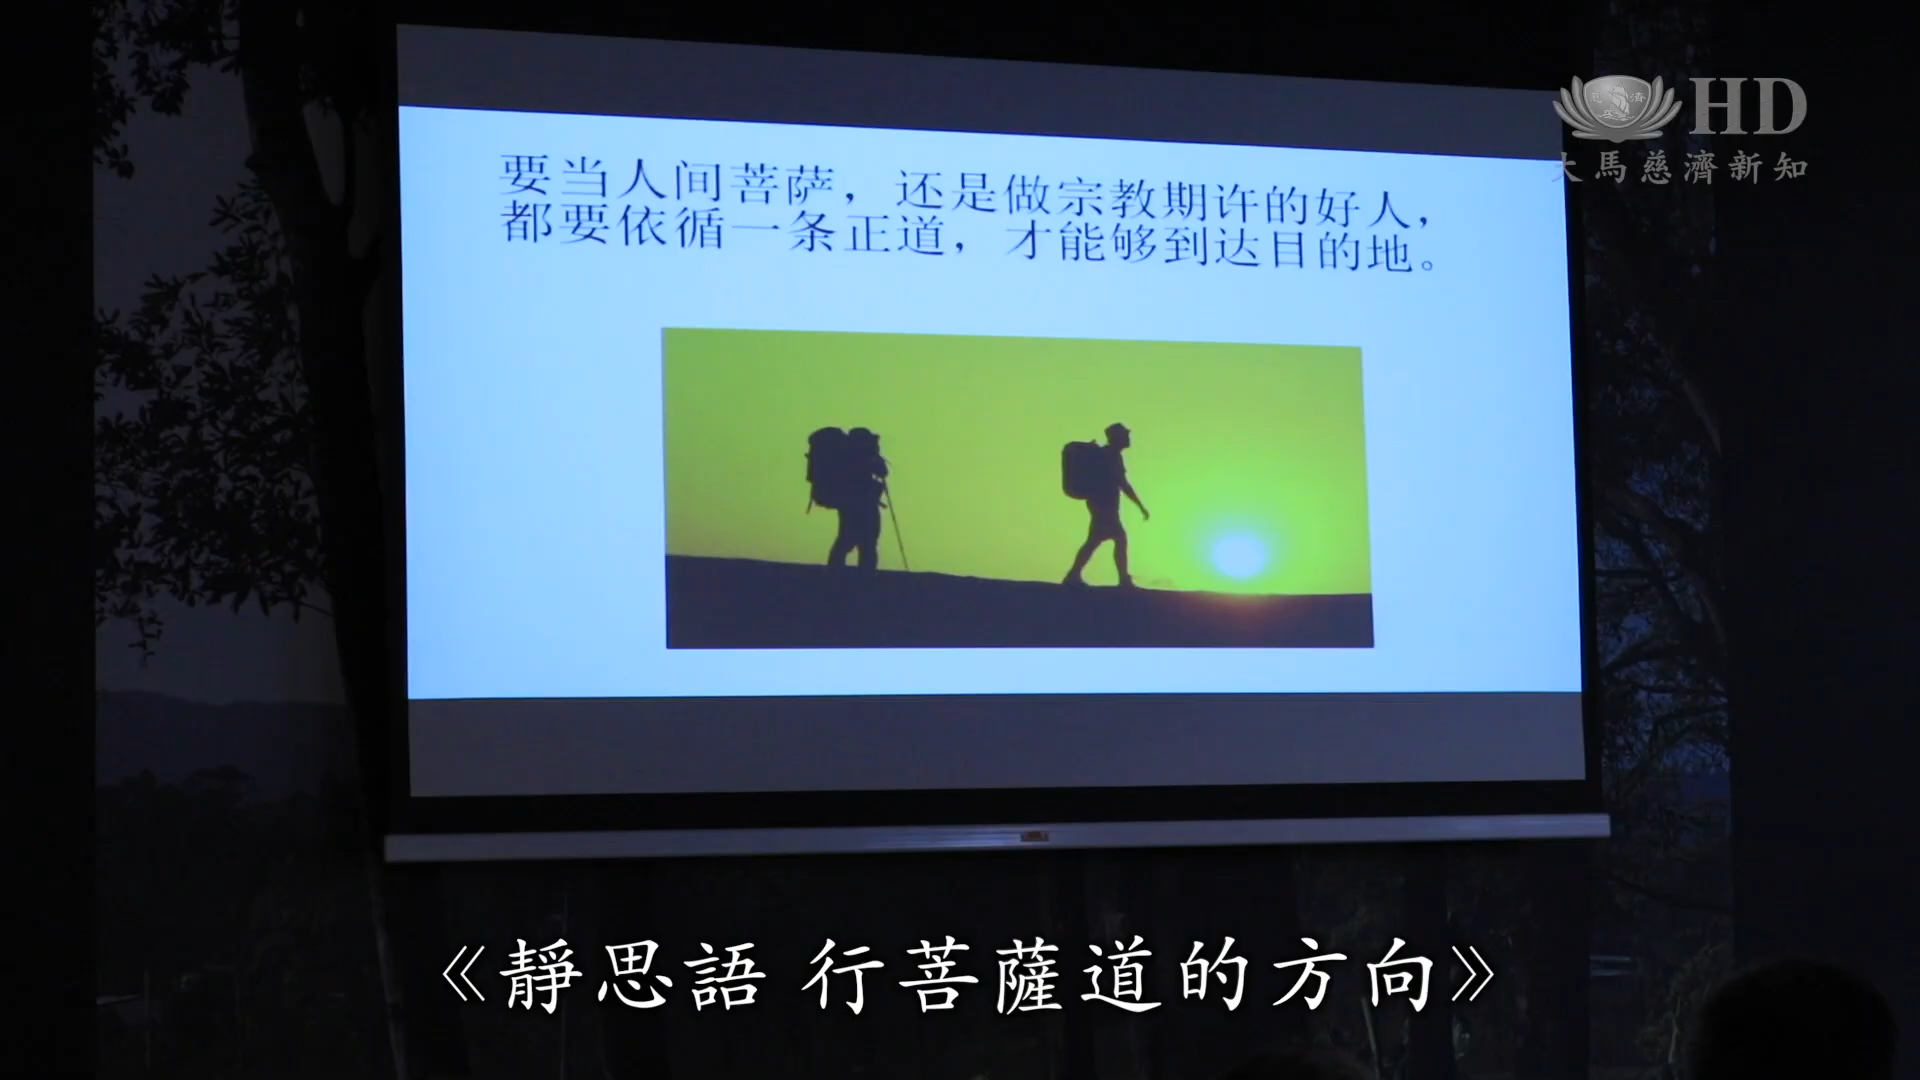 HD
大馬慈濟新知
要当人间菩萨，还是做宗教期许的好人，
都要依循一条正道，才能够到达目的地。
《靜思語 行菩薩道的方向》